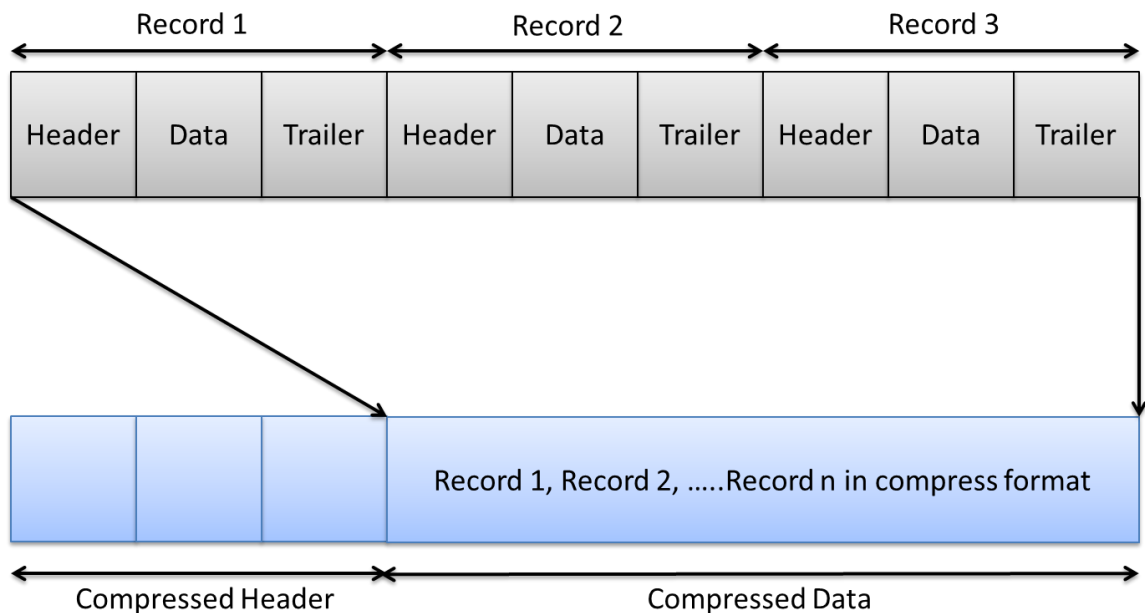 Record 1 Record 2 Record 3
Header Data Trailer Header Data Trailer Header Data Trailer
Record 1, Record 2, .....Record n in compress format
Compressed Header Compressed Data